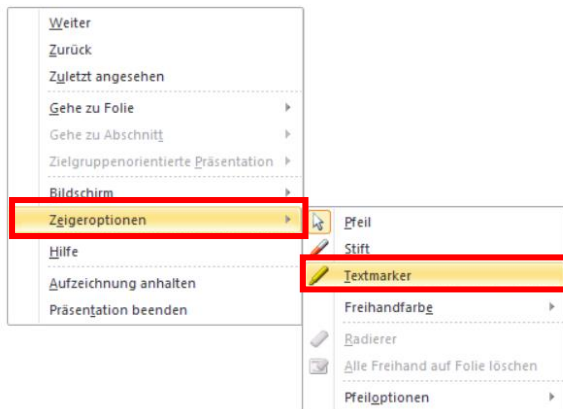 Weiter
Zurück
Zuletzt angesehen
Gehe zu Folie
Gehe zu Abschnitt
Zielgruppenorientierte Präsentation
Bildschirm
Zeigeroptionen
Hilfe
Aufzeichnung anhalten
Präsentation beenden
Pfeil
Stift
Textmarker
Freihandfarbe
Radierer
Alle Freihand auf Folie löschen
Pfeiloptionen